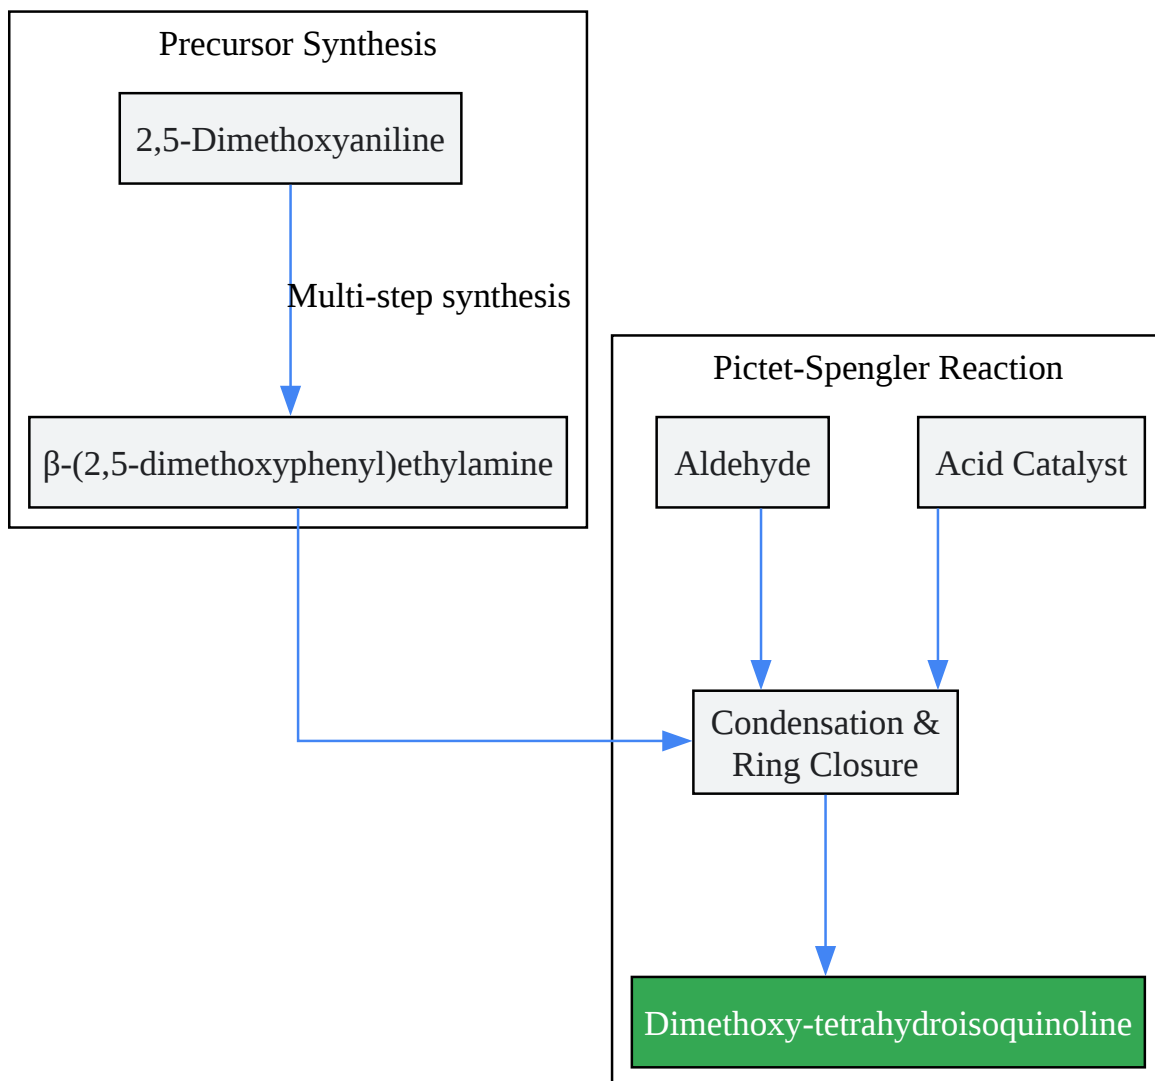 Precursor Synthesis
2,5-Dimethoxyaniline
Multi-step synthesis
β-(2,5-dimethoxyphenyl)ethylamine
Pictet-Spengler Reaction
Aldehyde
Acid Catalyst
Condensation &
Ring Closure
Dimethoxy-tetrahydroisoquinoline